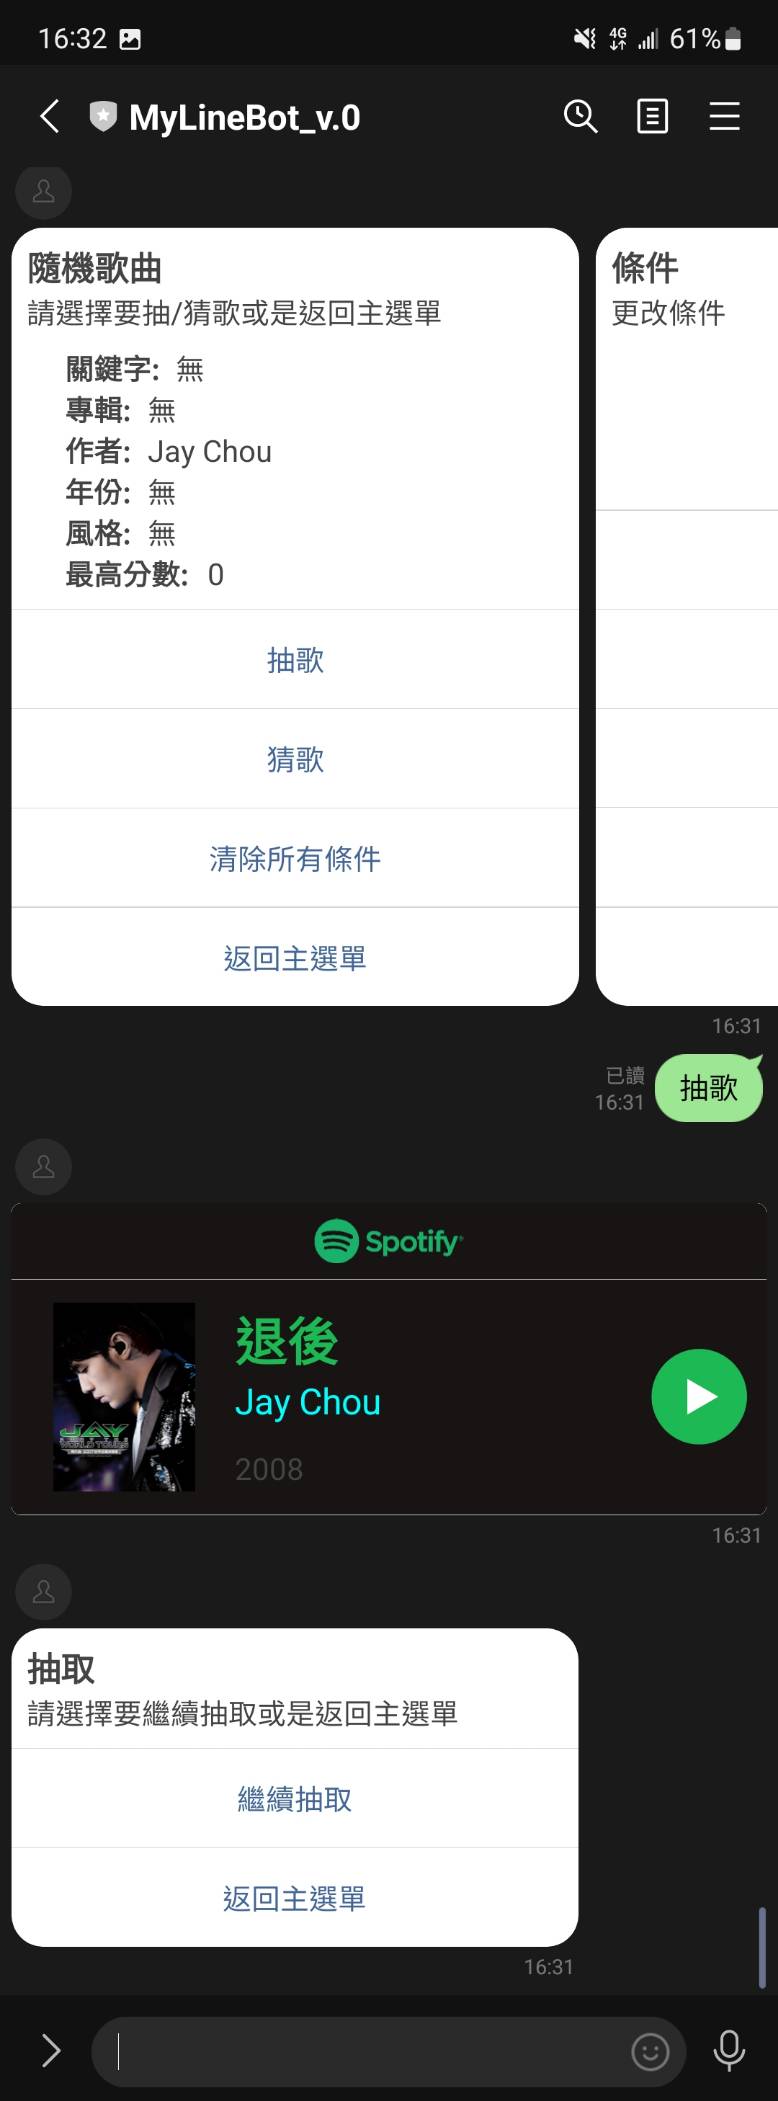 16:32
4G
61%
MyLineBot_v.0
隨機歌曲
請選擇要抽/猜歌或是返回主選單
關鍵字: 無
專輯: 無
作者: Jay Chou
年份: 無
風格: 無
最高分數: 0
抽歌
猜歌
清除所有條件
返回主選單
條件
更改條件
16:31
已讀
16:31
抽歌
Spotify
退後
Jay Chou
2008
JAY
WORLD TOURS
16:31
抽取
請選擇要繼續抽取或是返回主選單
繼續抽取
返回主選單
16:31